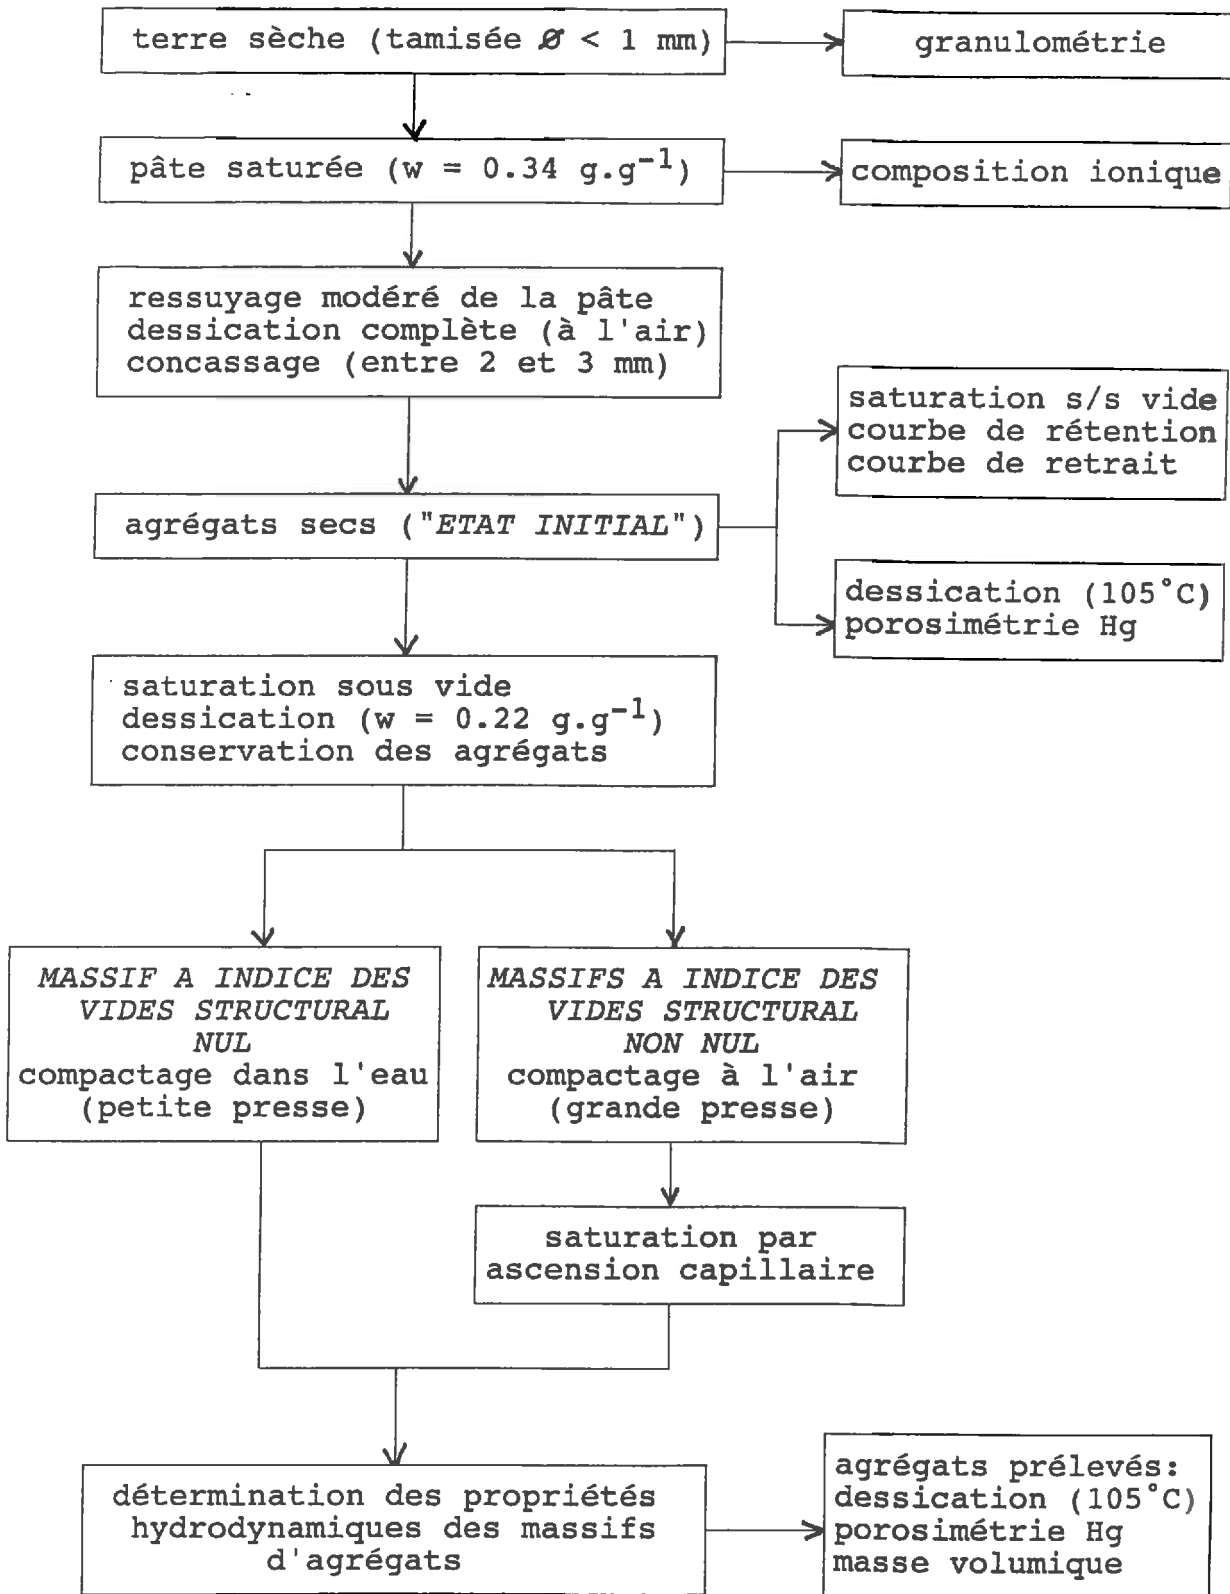 terre sèche (tamisée Ø < 1 mm)
granulométrie
pâte saturée (w = 0.34 g.g⁻¹)
composition ionique
ressuyage modéré de la pâte
dessication complète (à l'air)
concassage (entre 2 et 3 mm)
saturation s/s vide
courbe de rétention
courbe de retrait
agrégats secs ("ETAT INITIAL")
dessication (105°C)
porosimétrie Hg
saturation sous vide
dessication (w = 0.22 g.g⁻¹)
conservation des agrégats
MASSIF A INDICE DES
VIDES STRUCTURAL
NUL
compactage dans l'eau
(petite presse)
MASSIFS A INDICE DES
VIDES STRUCTURAL
NON NUL
compactage à l'air
(grande presse)
saturation par
ascension capillaire
détermination des propriétés
hydrodynamiques des massifs
d'agrégats
agrégats prélevés:
dessication (105°C)
porosimétrie Hg
masse volumique